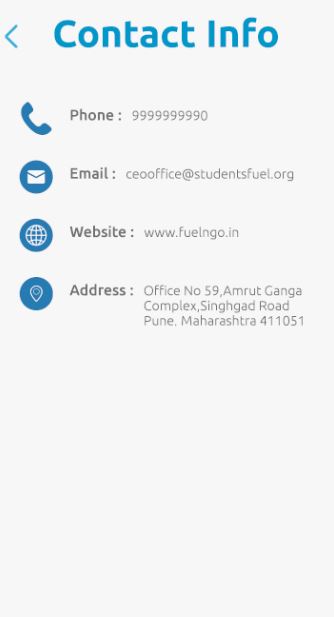 Contact Info
Phone : 9999999990
Email : ceooffice@studentsfuel.org
Website : www.fuelngo.in
Address : Office No 59,Amrut Ganga
Complex,Singhgad Road
Pune. Maharashtra 411051